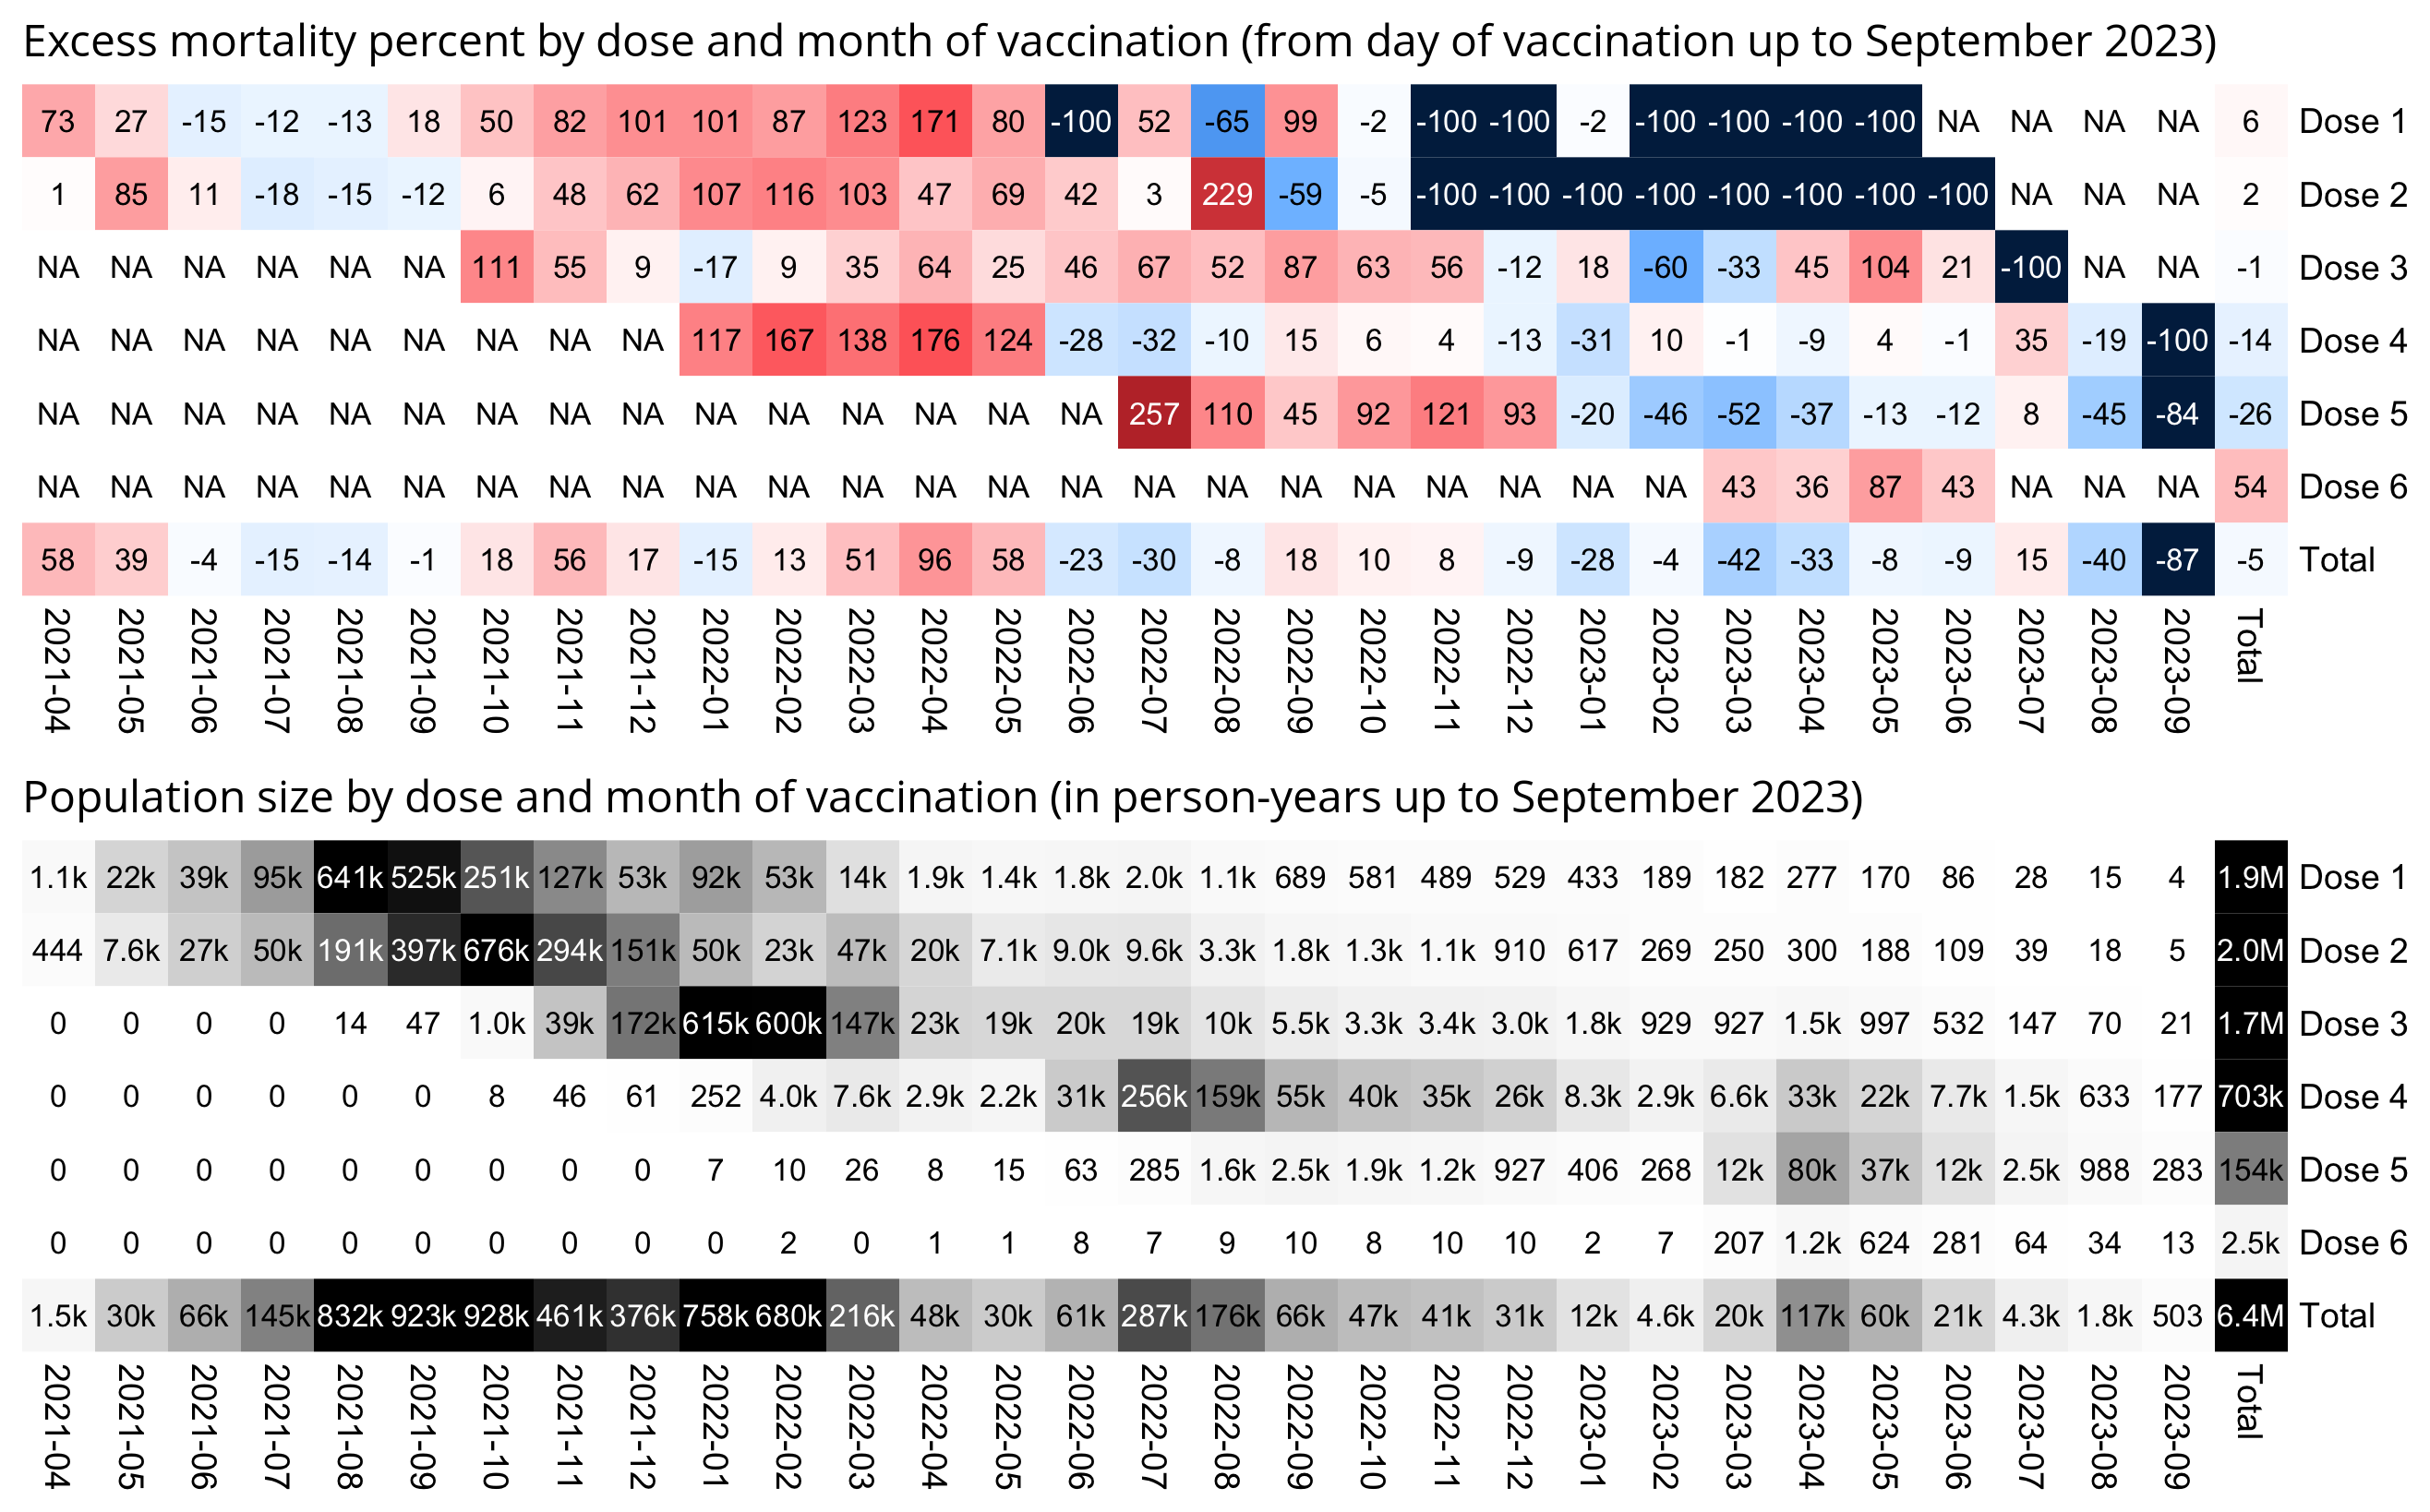 Excess mortality percent by dose and month of vaccination (from day of vaccination up to September 2023)
73 27 -15 -12 -13 18 50 82 101 101 87 123 171 80 -100 52 -65 99 -2 -100 -100 -2 -100 -100 -100 -100 NA NA NA NA 6 Dose 1
1 85 11 -18 -15 -12 6 48 62 107 116 103 47 69 42 3 229 -59 -5 -100 -100 -100 -100 -100 -100 -100 -100 NA NA NA 2 Dose 2
NA NA NA NA NA NA 111 55 9 -17 9 35 64 25 46 67 52 87 63 56 -12 18 -60 -33 45 104 21 -100 NA NA -1 Dose 3
NA NA NA NA NA NA NA NA NA 117 167 138 176 124 -28 -32 -10 15 6 4 -13 -31 10 -1 -9 4 -1 35 -19 -100 -14 Dose 4
NA NA NA NA NA NA NA NA NA NA NA NA NA NA NA 257 110 45 92 121 93 -20 -46 -52 -37 -13 -12 8 -45 -84 -26 Dose 5
NA NA NA NA NA NA NA NA NA NA NA NA NA NA NA NA NA NA NA NA NA NA NA 43 36 87 43 NA NA NA 54 Dose 6
58 39 -4 -15 -14 -1 18 56 17 -15 13 51 96 58 -23 -30 -8 18 10 8 -9 -28 -4 -42 -33 -8 -9 15 -40 -87 -5 Total
2021-04 2021-05 2021-06 2021-07 2021-08 2021-09 2021-10 2021-11 2021-12 2022-01 2022-02 2022-03 2022-04 2022-05 2022-06 2022-07 2022-08 2022-09 2022-10 2022-11 2022-12 2023-01 2023-02 2023-03 2023-04 2023-05 2023-06 2023-07 2023-08 2023-09 Total
Population size by dose and month of vaccination (in person-years up to September 2023)
1.1k 22k 39k 95k 641k 525k 251k 127k 53k 92k 53k 14k 1.9k 1.4k 1.8k 2.0k 1.1k 689 581 489 529 433 189 182 277 170 86 28 15 4 1.9M Dose 1
444 7.6k 27k 50k 191k 397k 676k 294k 151k 50k 23k 47k 20k 7.1k 9.0k 9.6k 3.3k 1.8k 1.3k 1.1k 910 617 269 250 300 188 109 39 18 5 2.0M Dose 2
0 0 0 0 14 47 1.0k 39k 172k 615k 600k 147k 23k 19k 20k 19k 10k 5.5k 3.3k 3.4k 3.0k 1.8k 929 927 1.5k 997 532 147 70 21 1.7M Dose 3
0 0 0 0 0 0 8 46 61 252 4.0k 7.6k 2.9k 2.2k 31k 256k 159k 55k 40k 35k 26k 8.3k 2.9k 6.6k 33k 22k 7.7k 1.5k 633 177 703k Dose 4
0 0 0 0 0 0 0 0 0 7 10 26 8 15 63 285 1.6k 2.5k 1.9k 1.2k 927 406 268 12k 80k 37k 12k 2.5k 988 283 154k Dose 5
0 0 0 0 0 0 0 0 0 0 2 0 1 1 8 7 9 10 8 10 10 2 7 207 1.2k 624 281 64 34 13 2.5k Dose 6
1.5k 30k 66k 145k 832k 923k 928k 461k 376k 758k 680k 216k 48k 30k 61k 287k 176k 66k 47k 41k 31k 12k 4.6k 20k 117k 60k 21k 4.3k 1.8k 503 6.4M Total
2021-04 2021-05 2021-06 2021-07 2021-08 2021-09 2021-10 2021-11 2021-12 2022-01 2022-02 2022-03 2022-04 2022-05 2022-06 2022-07 2022-08 2022-09 2022-10 2022-11 2022-12 2023-01 2023-02 2023-03 2023-04 2023-05 2023-06 2023-07 2023-08 2023-09 Total